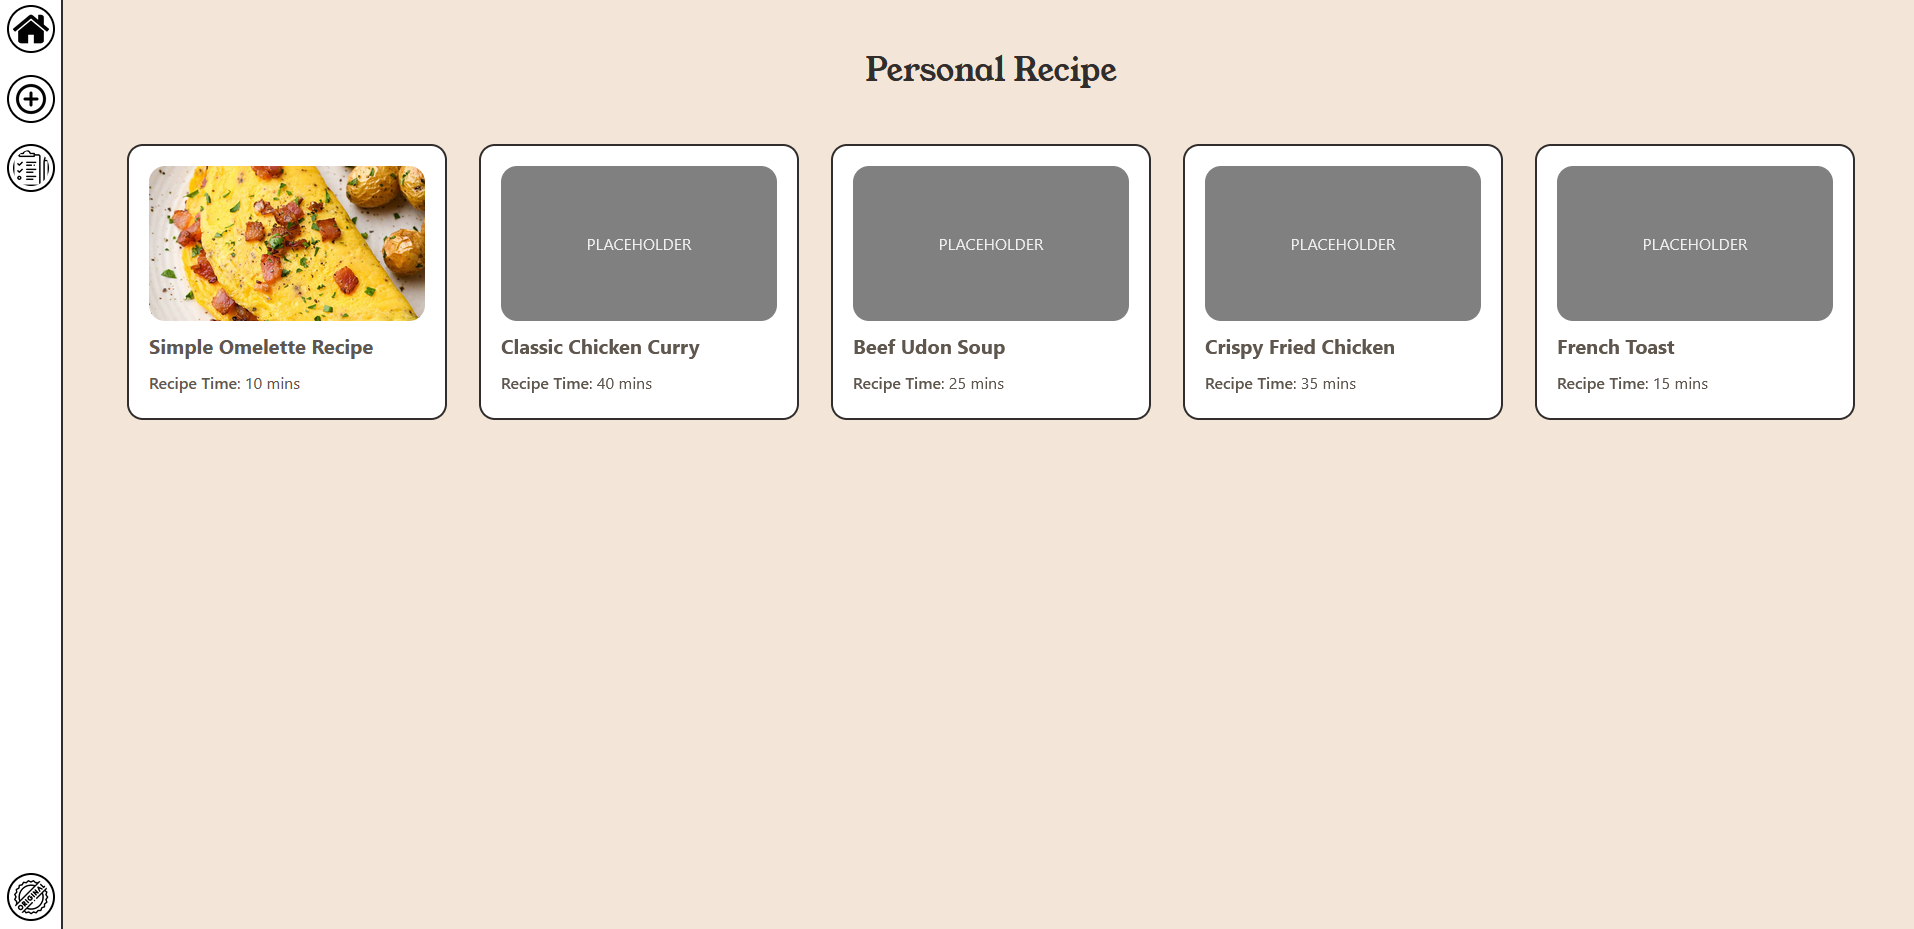 Personal Recipe
PLACEHOLDER
PLACEHOLDER
PLACEHOLDER
PLACEHOLDER
Simple Omelette Recipe
Recipe Time: 10 mins
Classic Chicken Curry
Recipe Time: 40 mins
Beef Udon Soup
Recipe Time: 25 mins
Crispy Fried Chicken
Recipe Time: 35 mins
French Toast
Recipe Time: 15 mins
ORIGINAL